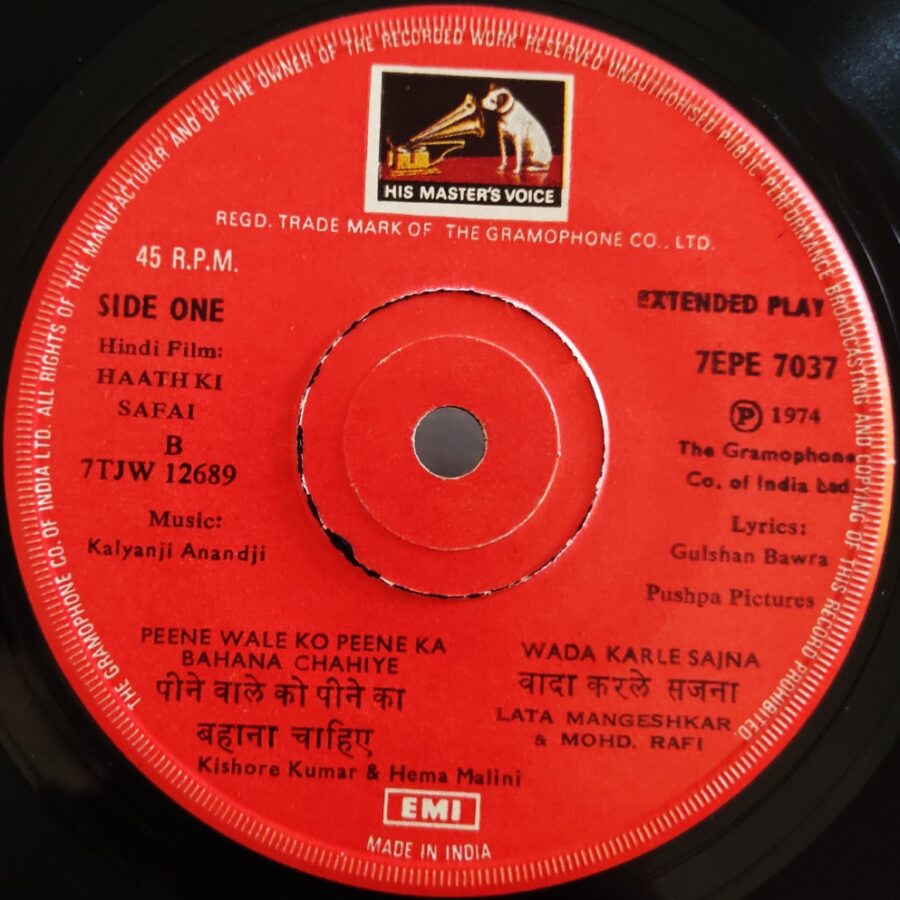 THE GRAMOPHONE CO. OF INDIA LTD. ALL RIGHTS OF THE MANUFACTURER AND OF THE OWNER OF THE RECORDED WORK RESERVED UNAUTHORISED PUBLIC PERFORMANCE BROADCASTING AND COPYING OF THIS RECORD PROHIBITED.
HIS MASTER'S VOICE
REGD. TRADE MARK OF THE GRAMOPHONE CO., LTD.
45 R.P.M.
SIDE ONE
Hindi Film:
HAATH KI
SAFAI
B
7TJW 12689
Music:
Kalyanji Anandji
EXTENDED PLAY
7EPE 7037
Ⓟ 1974
The Gramophone
Co. of India Ltd.
Lyrics:
Gulshan Bawra
Pushpa Pictures
PEENE WALE KO PEENE KA
BAHANA CHAHIYE
पीने वाले को पीने का
बहाना चाहिए
Kishore Kumar & Hema Malini
WADA KARLE SAJNA
वादा करले सजना
LATA MANGESHKAR
& MOHD. RAFI
EMI
MADE IN INDIA